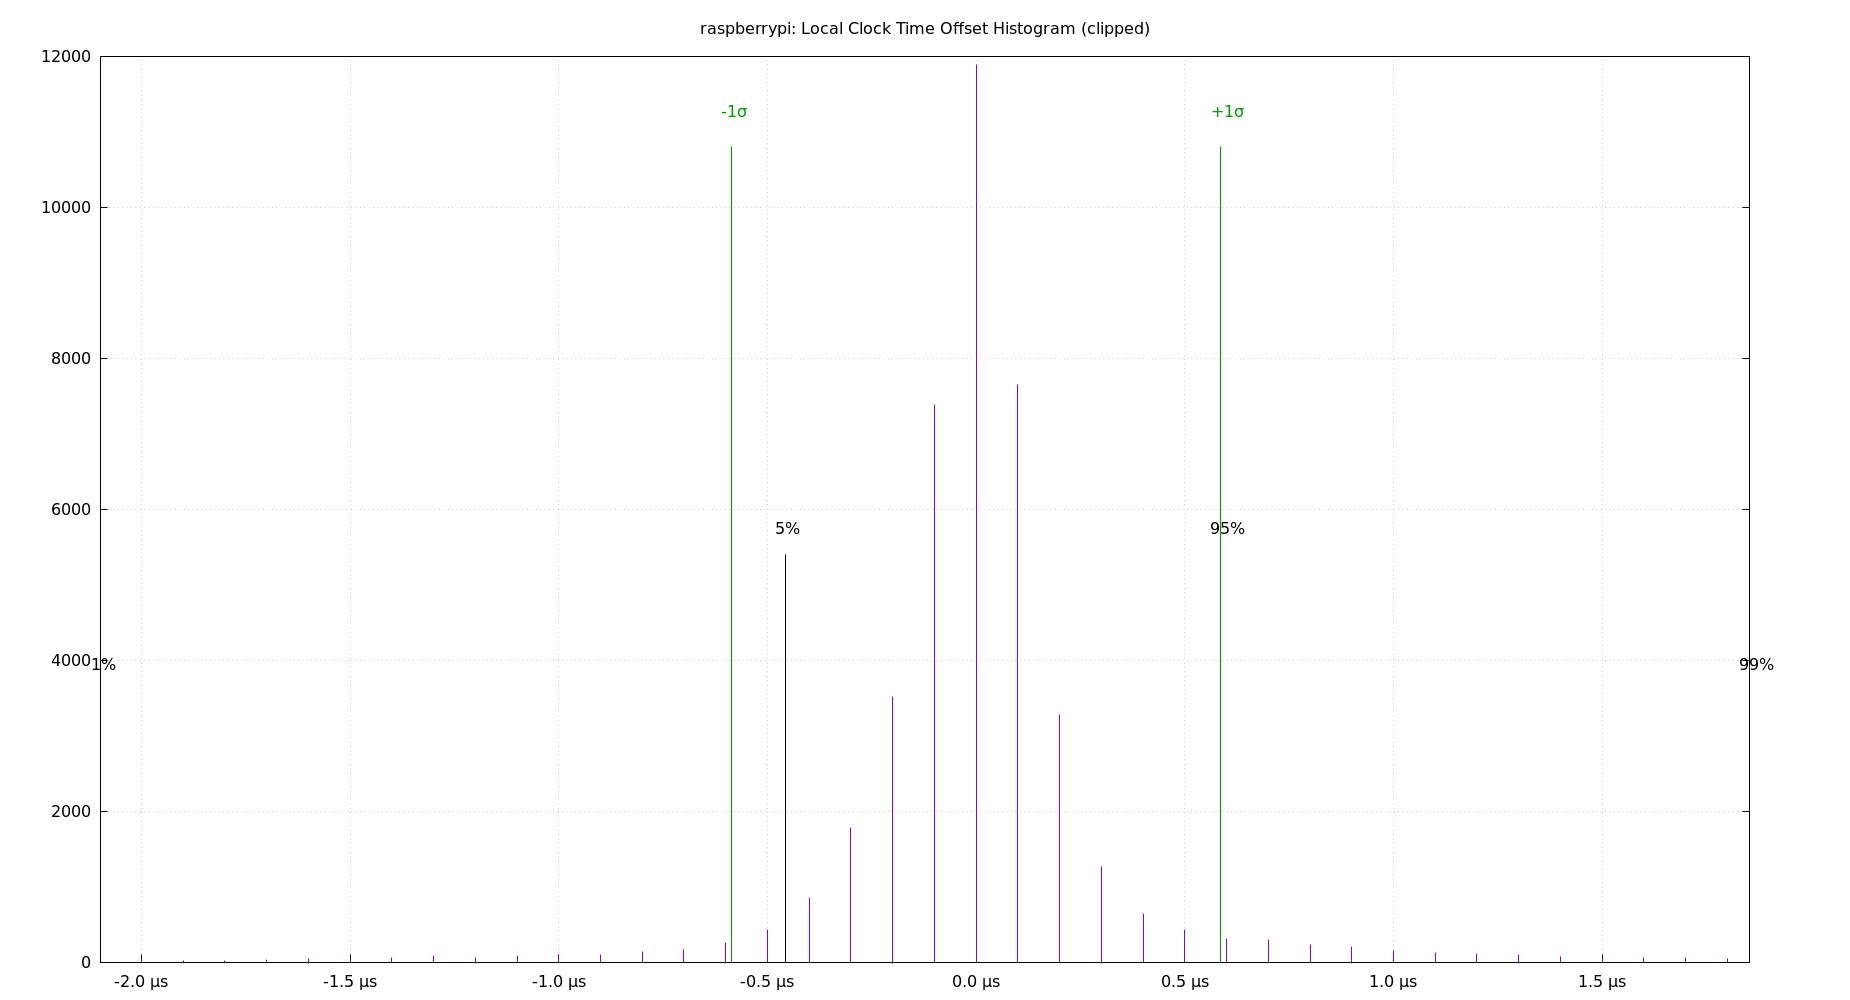 raspberrypi: Local Clock Time Offset Histogram (clipped)
12000
-1σ
+1σ
10000
8000
6000
5%
95%
4000
1%
99%
2000
0
-2.0 µs
-1.5 µs
-1.0 µs
-0.5 µs
0.0 µs
0.5 µs
1.0 µs
1.5 µs